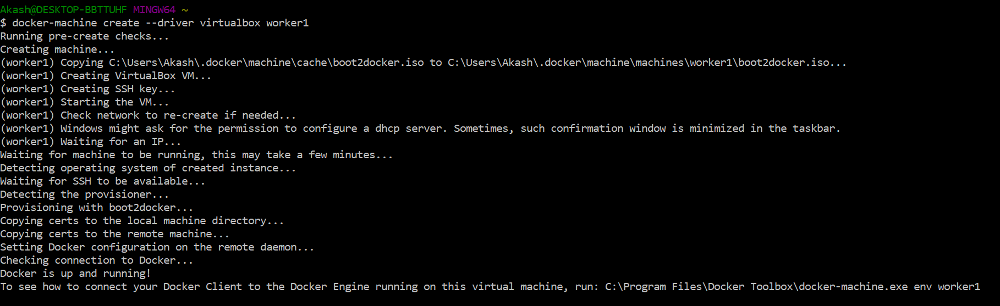 Akash@DESKTOP-BBTTUHF MINGW64 ~
$ docker-machine create --driver virtualbox worker1
Running pre-create checks...
Creating machine...
(worker1) Copying C:\Users\Akash\.docker\machine\cache\boot2docker.iso to C:\Users\Akash\.docker\machine\machines\worker1\boot2docker.iso...
(worker1) Creating VirtualBox VM...
(worker1) Creating SSH key...
(worker1) Starting the VM...
(worker1) Check network to re-create if needed...
(worker1) Windows might ask for the permission to configure a dhcp server. Sometimes, such confirmation window is minimized in the taskbar.
(worker1) Waiting for an IP...
Waiting for machine to be running, this may take a few minutes...
Detecting operating system of created instance...
Waiting for SSH to be available...
Detecting the provisioner...
Provisioning with boot2docker...
Copying certs to the local machine directory...
Copying certs to the remote machine...
Setting Docker configuration on the remote daemon...
Checking connection to Docker...
Docker is up and running!
To see how to connect your Docker Client to the Docker Engine running on this virtual machine, run: C:\Program Files\Docker Toolbox\docker-machine.exe env worker1